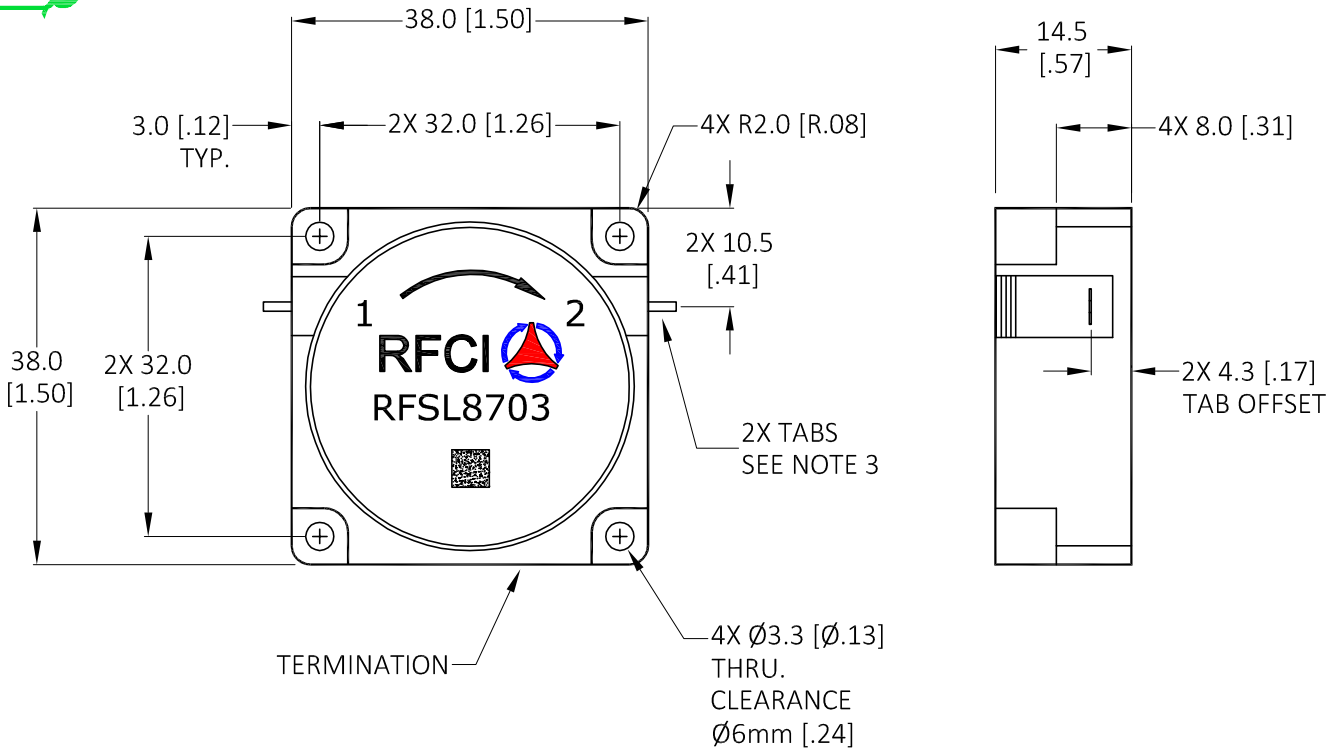 38.0 [1.50]
3.0 [.12]
TYP.
2X 32.0 [1.26]
4X R2.0 [R.08]
2X 10.5
[.41]
38.0
[1.50]
2X 32.0
[1.26]
1
2
RFCI
RFSL8703
2X TABS
SEE NOTE 3
TERMINATION
4X Ø3.3 [Ø.13]
THRU.
CLEARANCE
Ø6mm [.24]
14.5
[.57]
4X 8.0 [.31]
2X 4.3 [.17]
TAB OFFSET